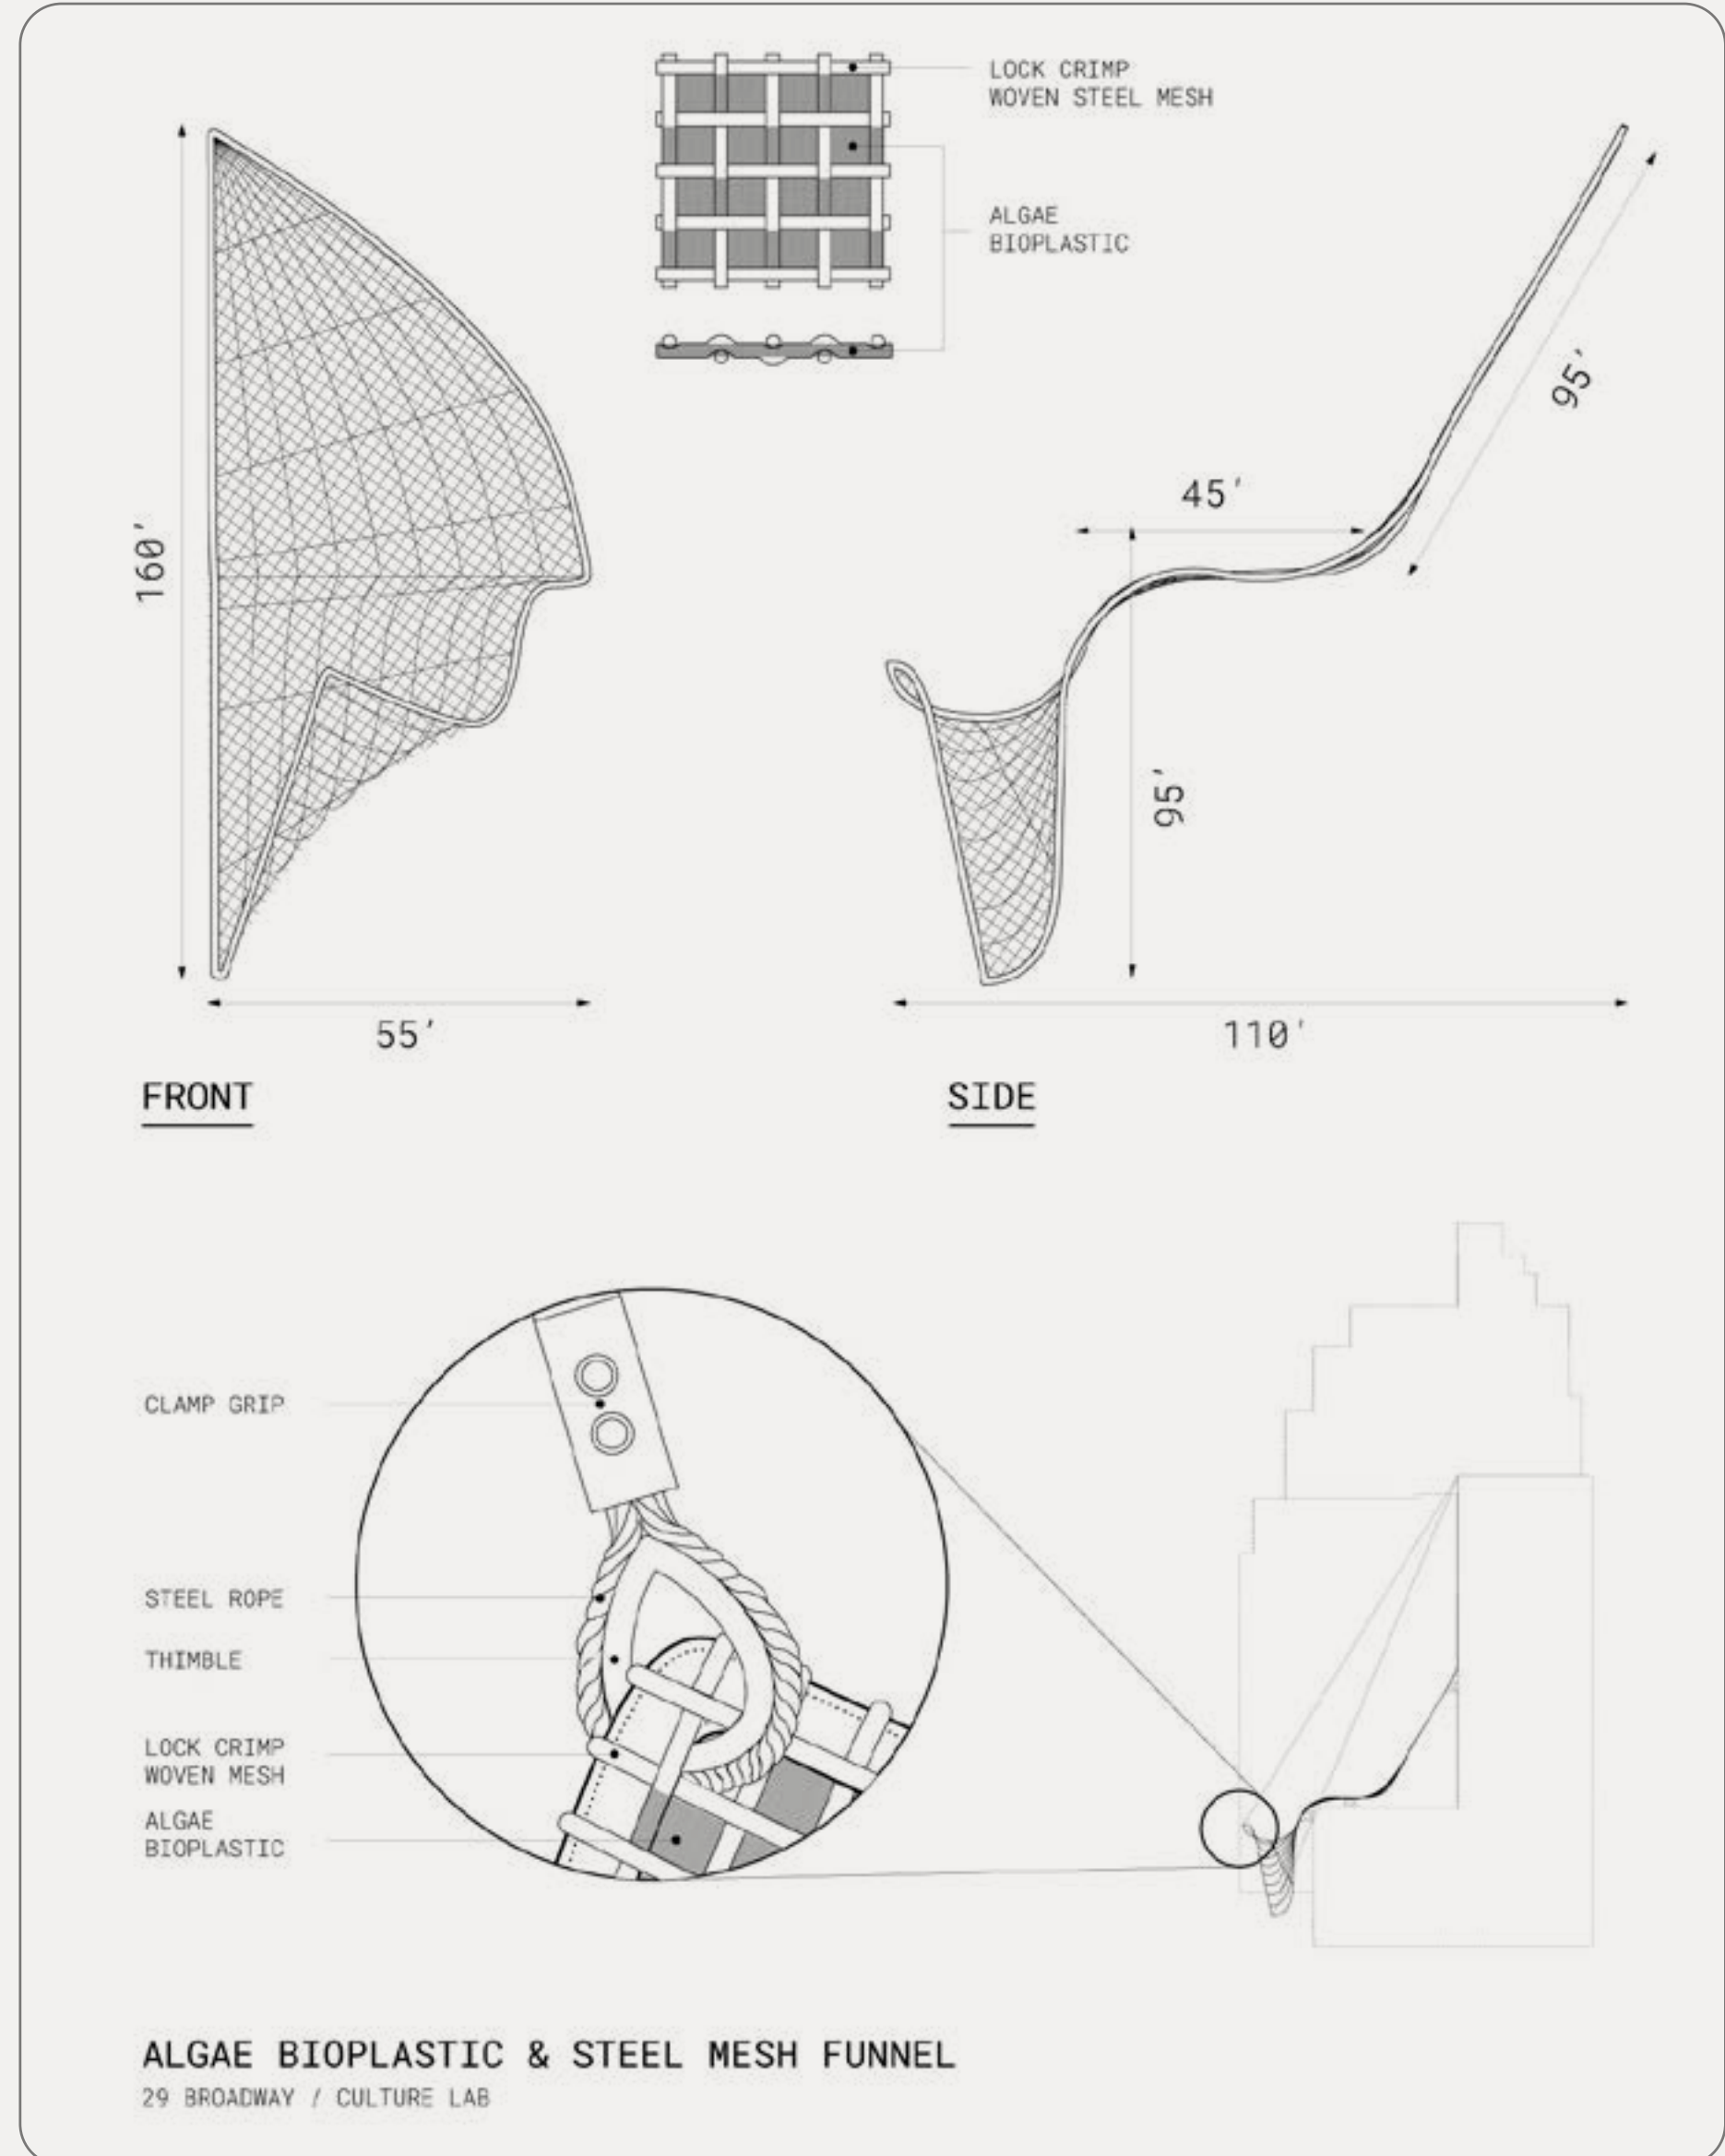 LOCK CRIMP
WOVEN STEEL MESH
ALGAE
BIOPLASTIC
160′
55′
45′
95′
95′
110′
FRONT
SIDE
CLAMP GRIP
STEEL ROPE
THIMBLE
LOCK CRIMP
WOVEN MESH
ALGAE
BIOPLASTIC
ALGAE BIOPLASTIC & STEEL MESH FUNNEL
29 BROADWAY / CULTURE LAB